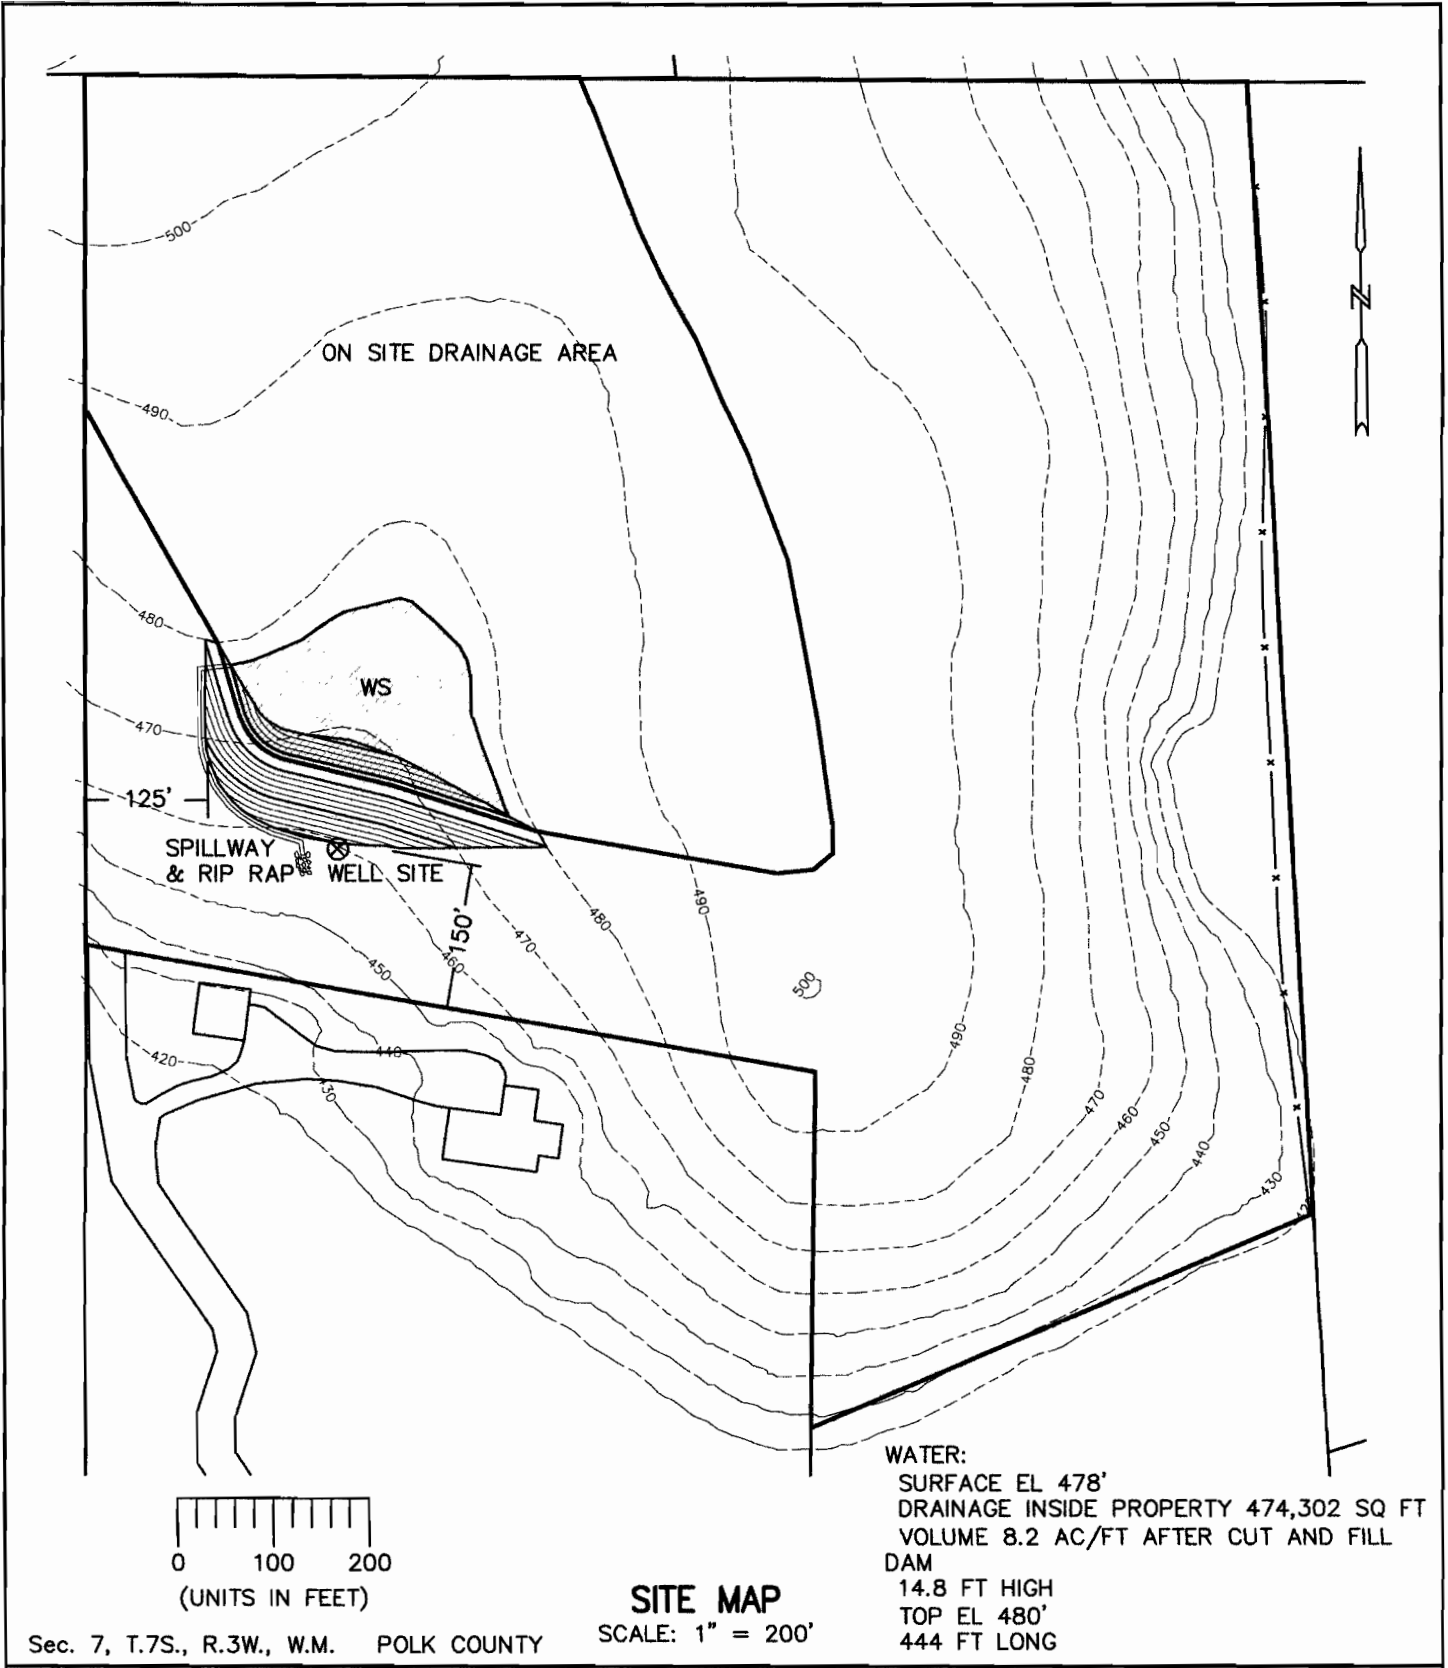 500
ON SITE DRAINAGE AREA
490
480
WS
470
125'
SPILLWAY
& RIP RAP
WELL SITE
150'
490
480
470
460
450
500
440
430
420
490
480
470
460
450
440
430
WATER:
SURFACE EL 478'
DRAINAGE INSIDE PROPERTY 474,302 SQ FT
VOLUME 8.2 AC/FT AFTER CUT AND FILL
DAM
14.8 FT HIGH
TOP EL 480'
444 FT LONG
0 100 200
(UNITS IN FEET)
SITE MAP
SCALE: 1" = 200'
Sec. 7, T.7S., R.3W., W.M. POLK COUNTY
N